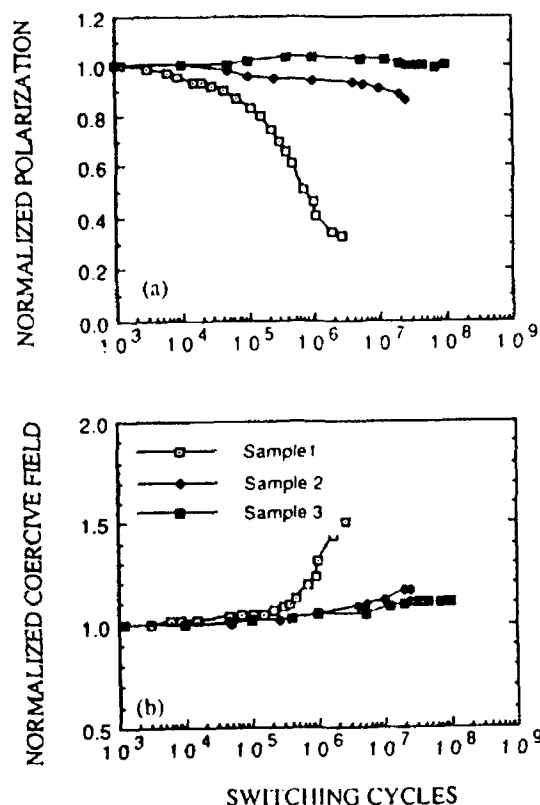 NORMALIZED POLARIZATION
1.2
1.0
0.8
0.6
0.4
0.2
0.0
(a)
10^3 10^4 10^5 10^6 10^7 10^8 10^9
NORMALIZED COERCIVE FIELD
2.0
1.5
1.0
0.5
Sample 1
Sample 2
Sample 3
(b)
10^3 10^4 10^5 10^6 10^7 10^8 10^9
SWITCHING CYCLES